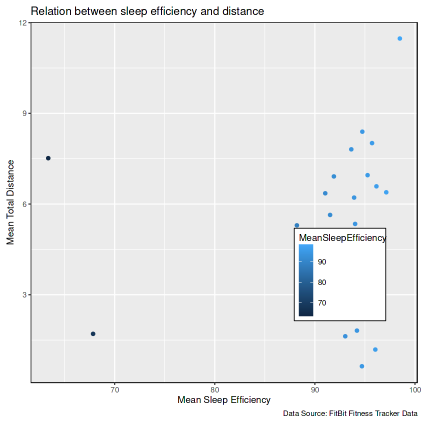 Relation between sleep efficiency and distance
12
9
6
3
Mean Total Distance
MeanSleepEfficiency
90
80
70
70
80
90
100
Mean Sleep Efficiency
Data Source: FitBit Fitness Tracker Data